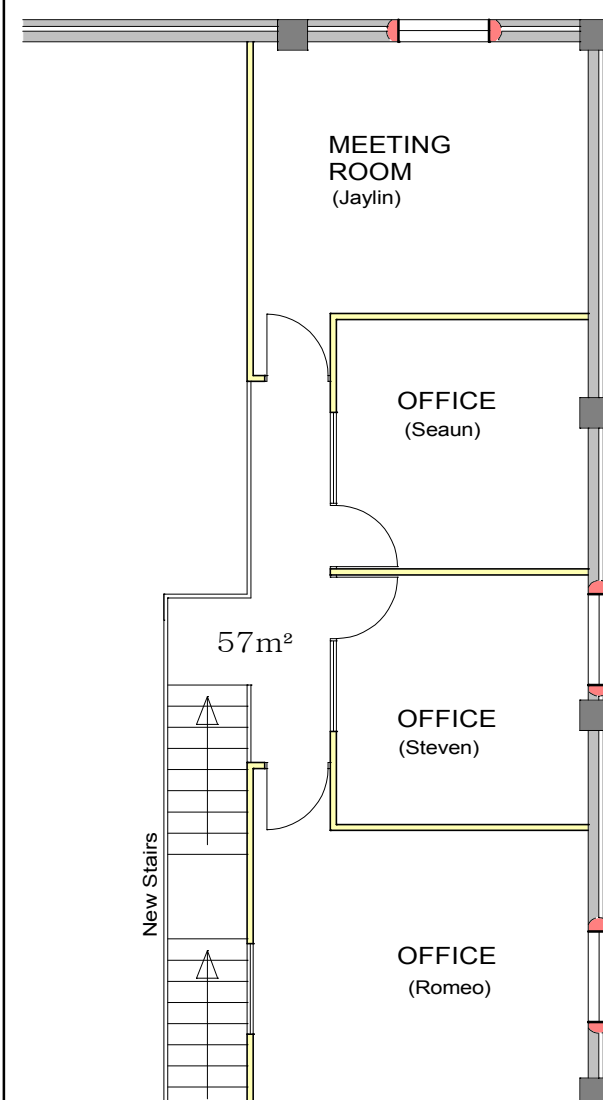 MEETING
ROOM
(Jaylin)
OFFICE
(Seaun)
57m²
OFFICE
(Steven)
New Stairs
OFFICE
(Romeo)